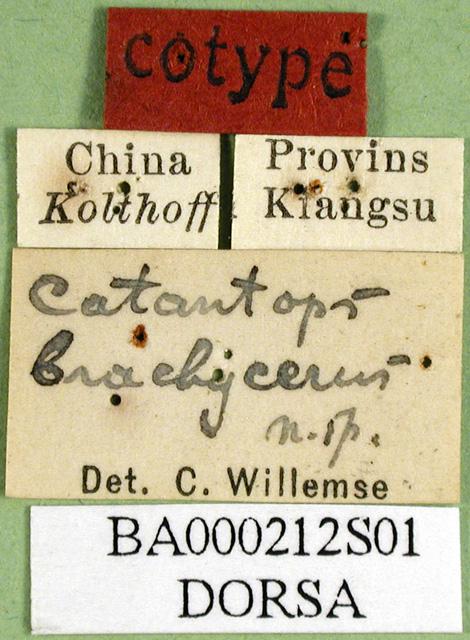 cotype
China
Kolthoff
Provins
Kiangsu
Catantops
brachycerus
n.sp.
Det. C. Willemse
BA000212S01
DORSA